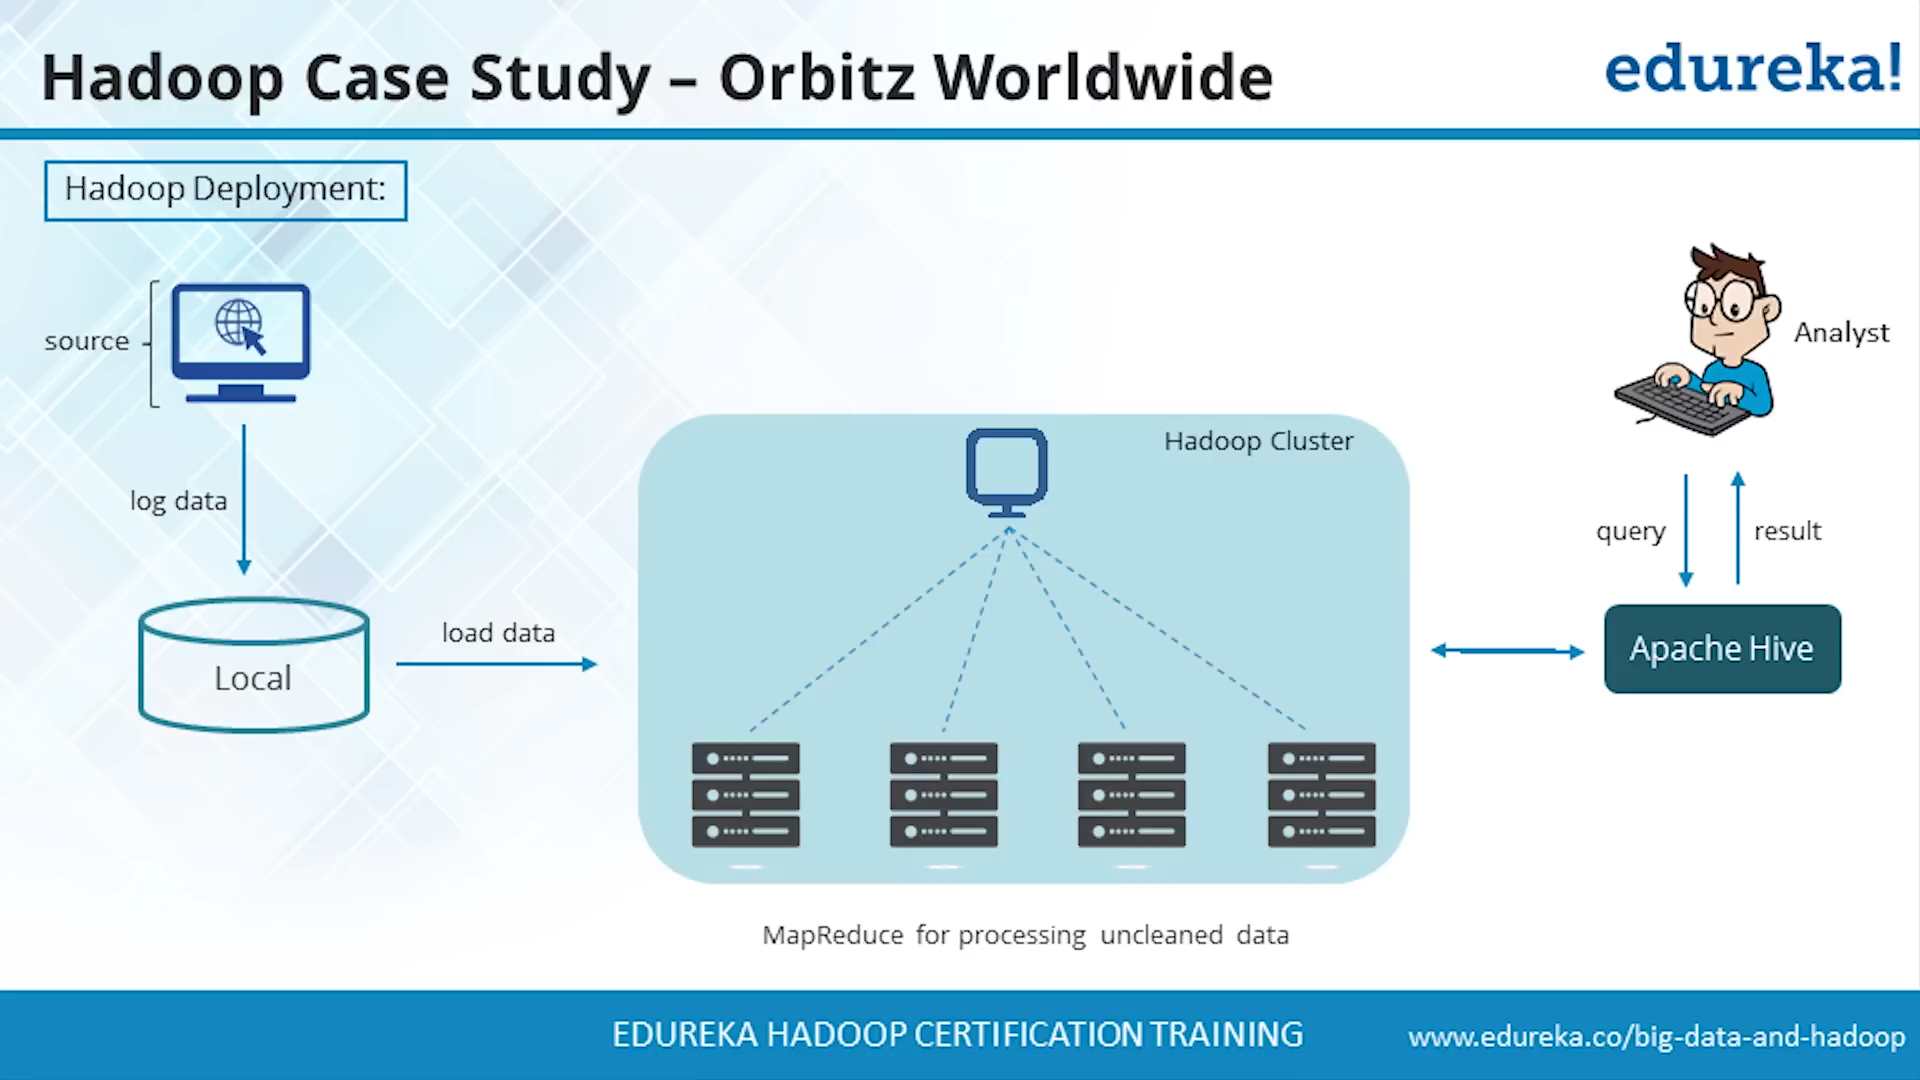 Hadoop Case Study – Orbitz Worldwide
edureka!
Hadoop Deployment:
source
Analyst
Hadoop Cluster
log data
query
result
load data
Local
Apache Hive
MapReduce for processing uncleaned data
EDUREKA HADOOP CERTIFICATION TRAINING
www.edureka.co/big-data-and-hadoop